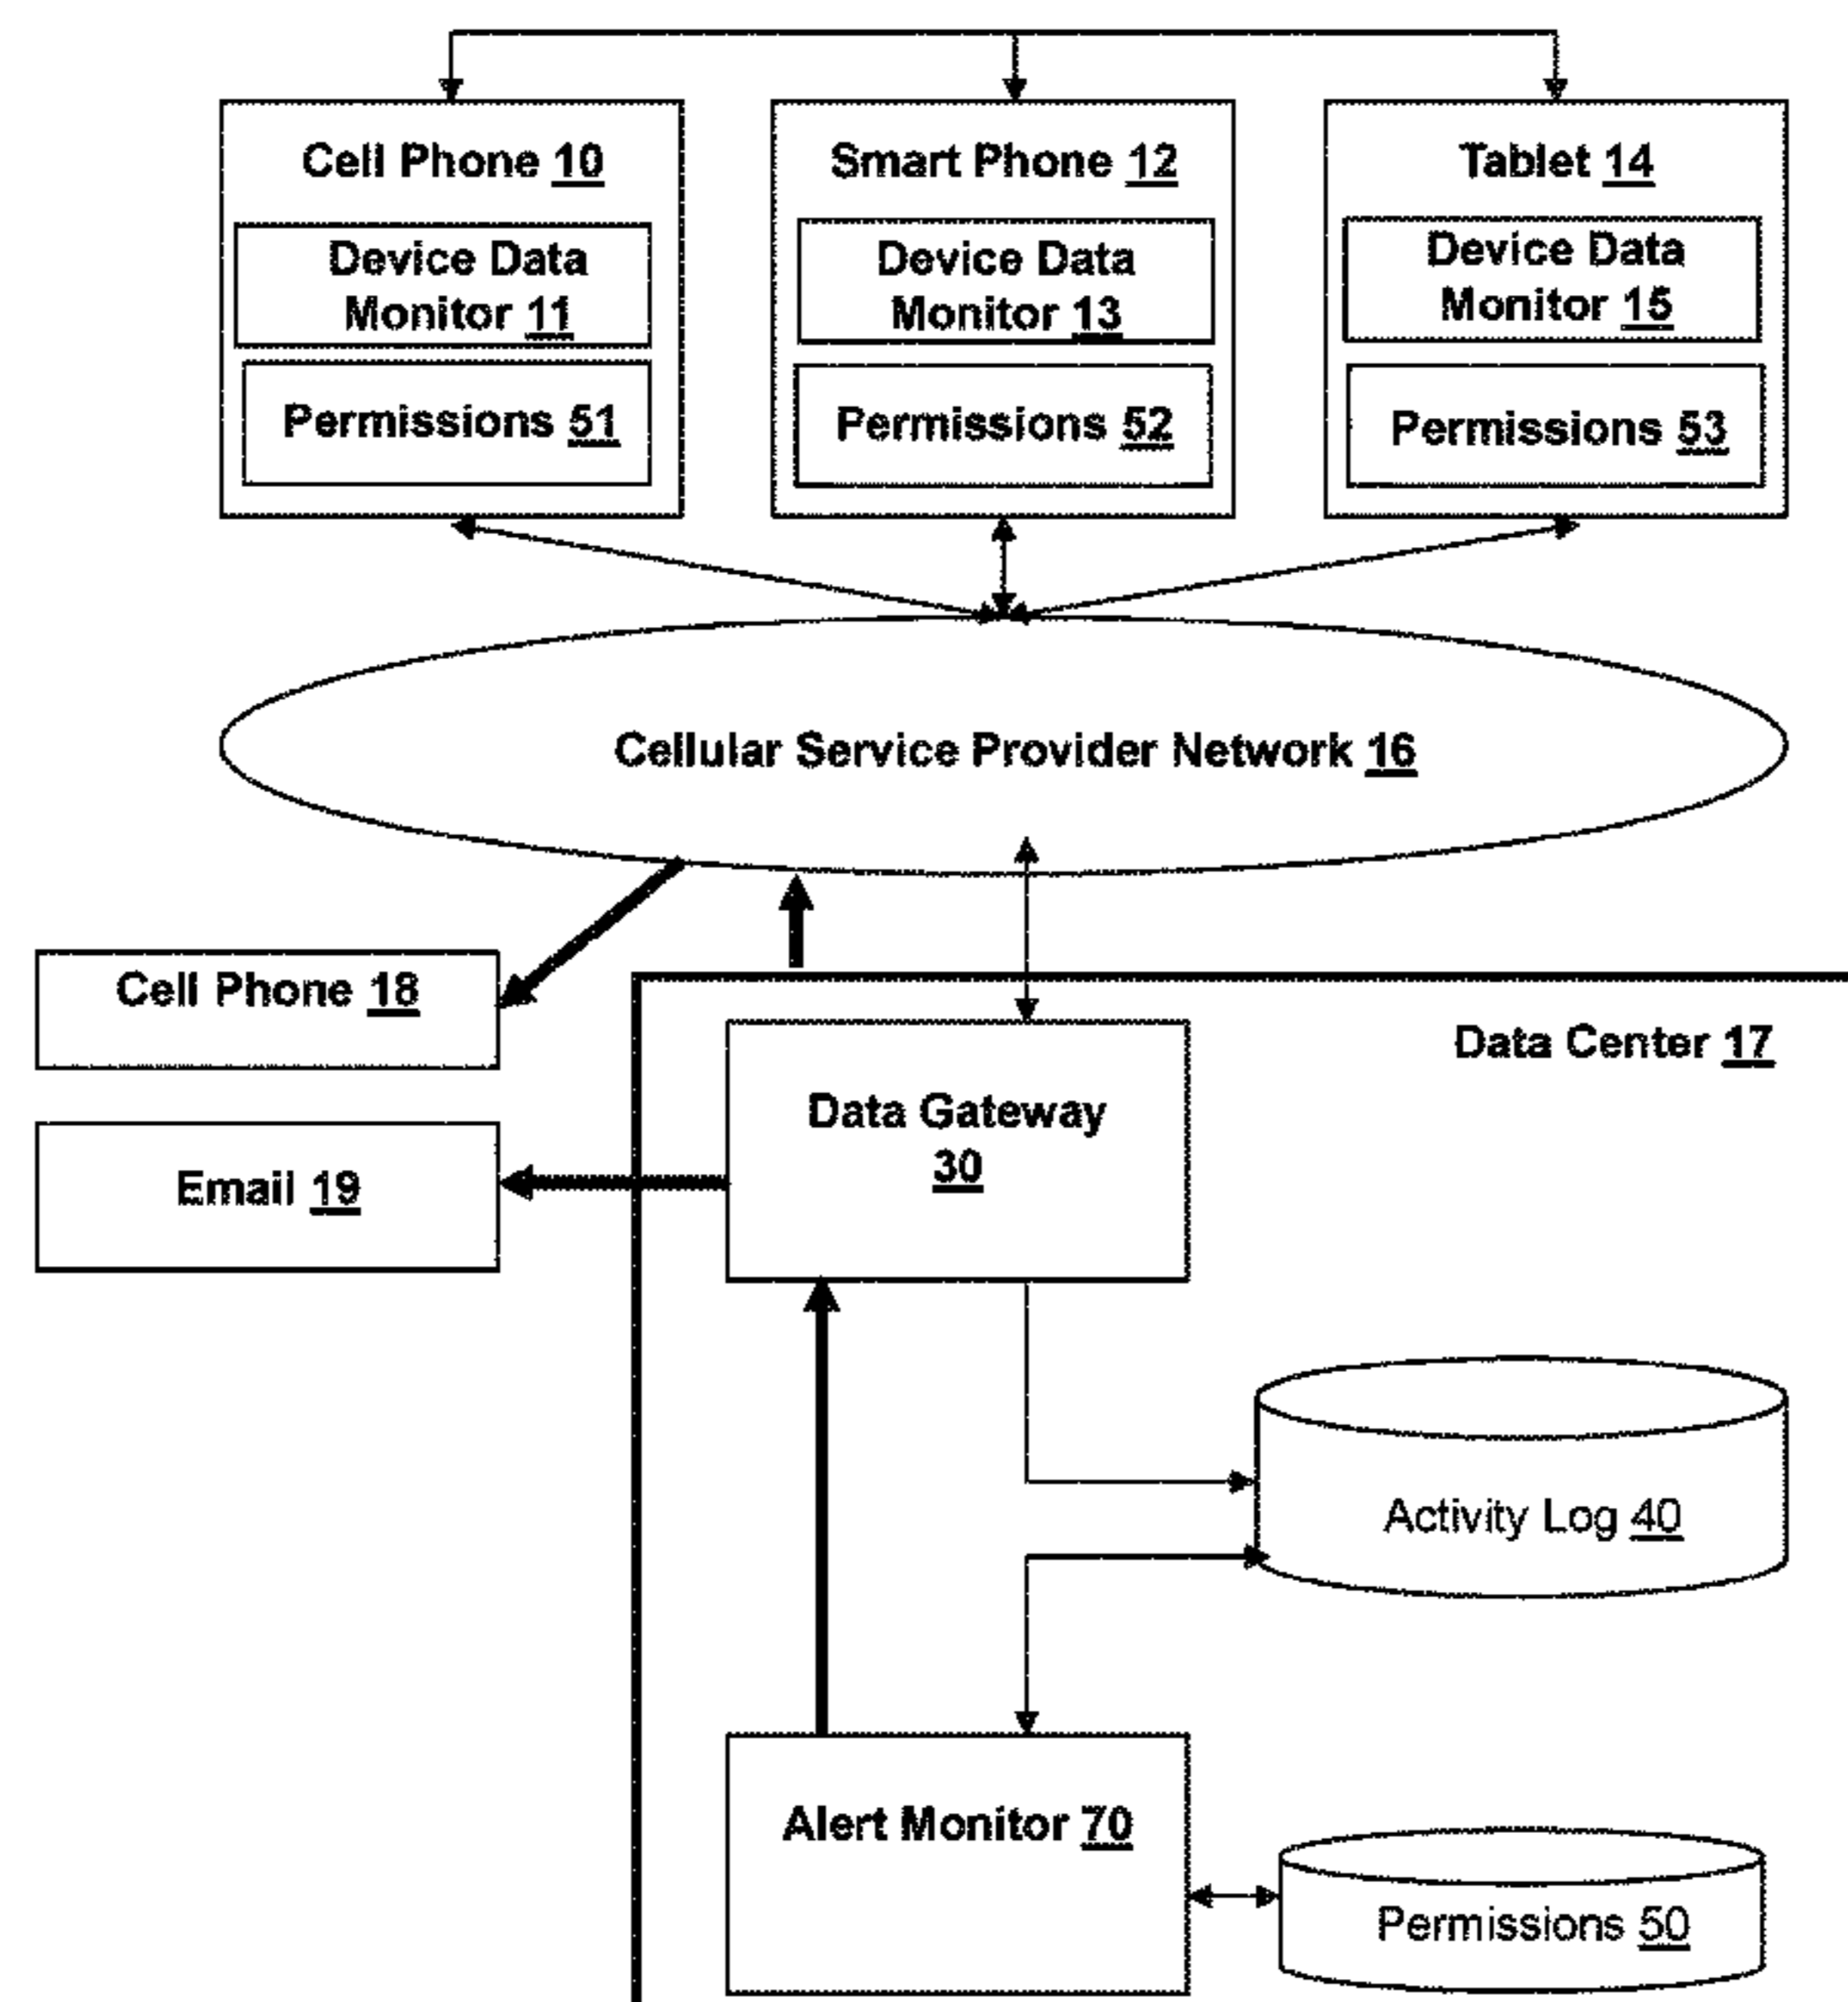 Cell Phone 10
Device Data
Monitor 11
Permissions 51
Smart Phone 12
Device Data
Monitor 13
Permissions 52
Tablet 14
Device Data
Monitor 15
Permissions 53
Cellular Service Provider Network 16
Cell Phone 18
Email 19
Data Center 17
Data Gateway
30
Activity Log 40
Alert Monitor 70
Permissions 50